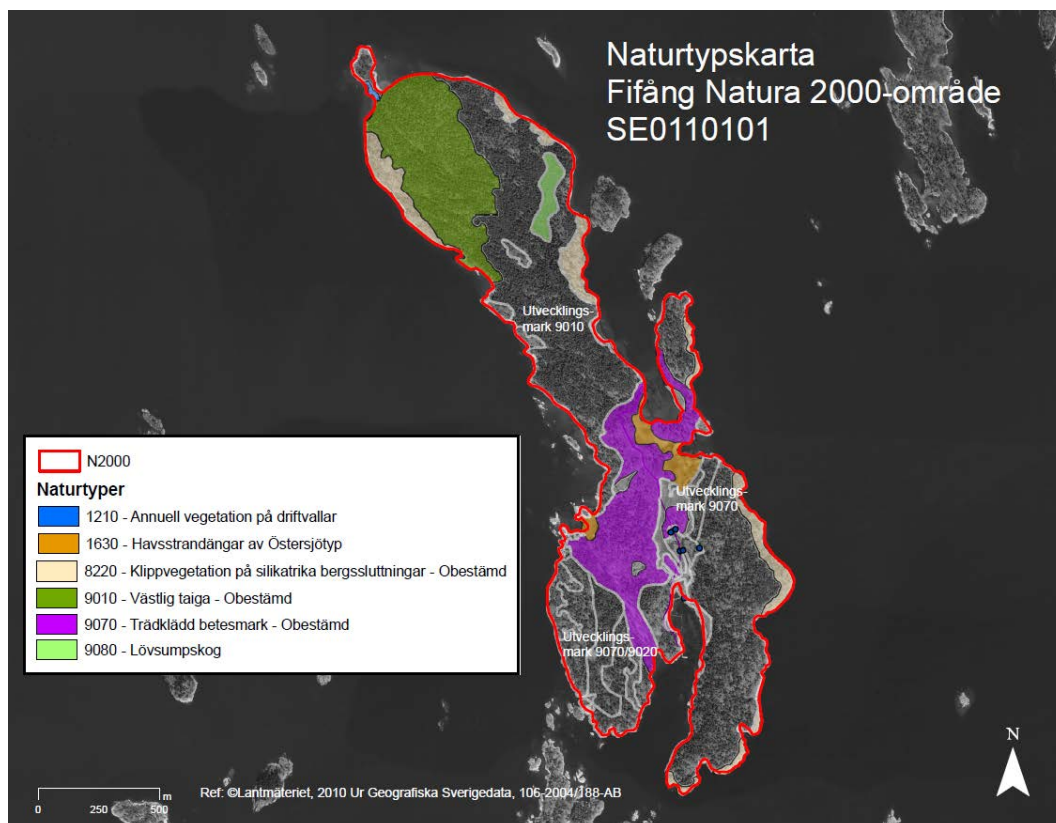 Naturtypskarta
Fifång Natura 2000-område
SE0110101
Utvecklings-
mark 9010
Utvecklings-
mark 9070
Utvecklings-
mark 9070/9020
N2000
Naturtyper
1210 - Annuell vegetation på driftvallar
1630 - Havsstrandängar av Östersjötyp
8220 - Klippvegetation på silikatrika bergssluttningar - Obestämd
9010 - Västlig taiga - Obestämd
9070 - Trädklädd betesmark - Obestämd
9080 - Lövsumpskog
N
m
0 250 500
Ref: ©Lantmäteriet, 2010 Ur Geografiska Sverigedata, 106-2004/188-AB